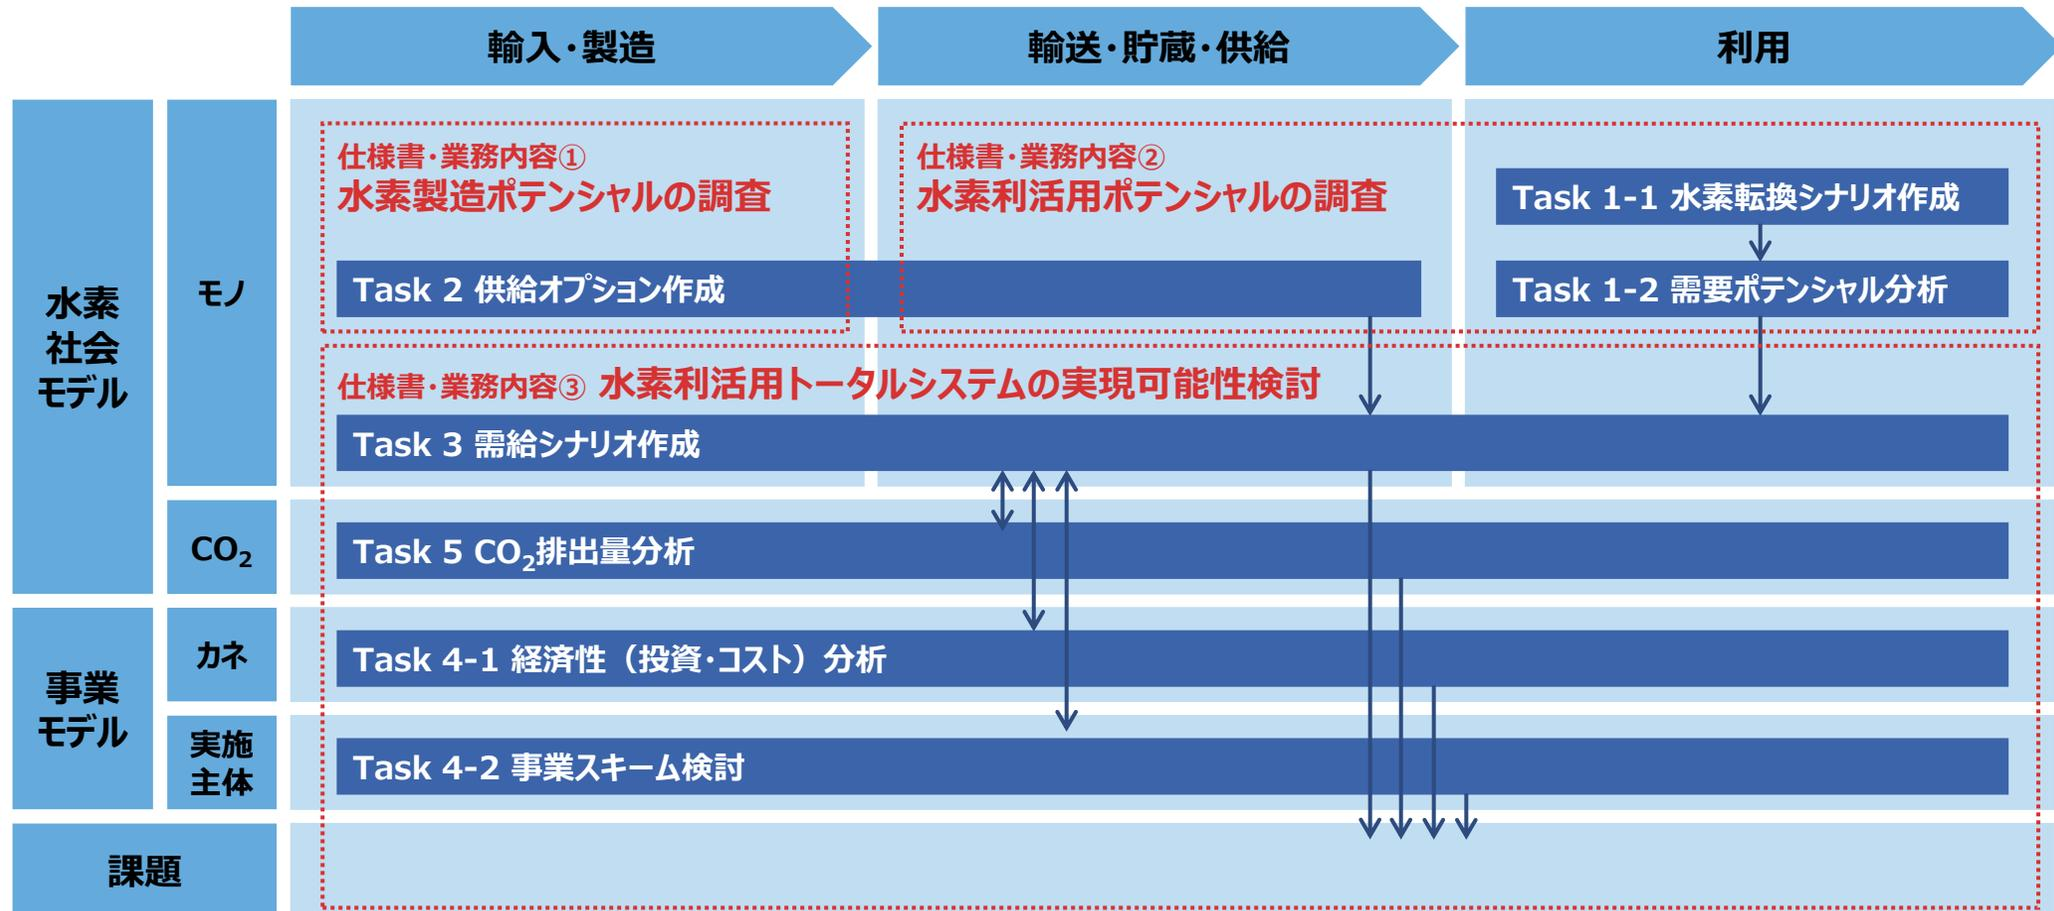 輸入・製造
輸送・貯蔵・供給
利用
水素
社会
モデル
モノ
仕様書・業務内容①
水素製造ポテンシャルの調査
仕様書・業務内容②
水素利活用ポテンシャルの調査
Task 1-1 水素転換シナリオ作成
Task 2 供給オプション作成
Task 1-2 需要ポテンシャル分析
仕様書・業務内容③ 水素利活用トータルシステムの実現可能性検討
Task 3 需給シナリオ作成
CO₂
Task 5 CO₂排出量分析
事業
モデル
カネ
Task 4-1 経済性（投資・コスト）分析
実施
主体
Task 4-2 事業スキーム検討
課題